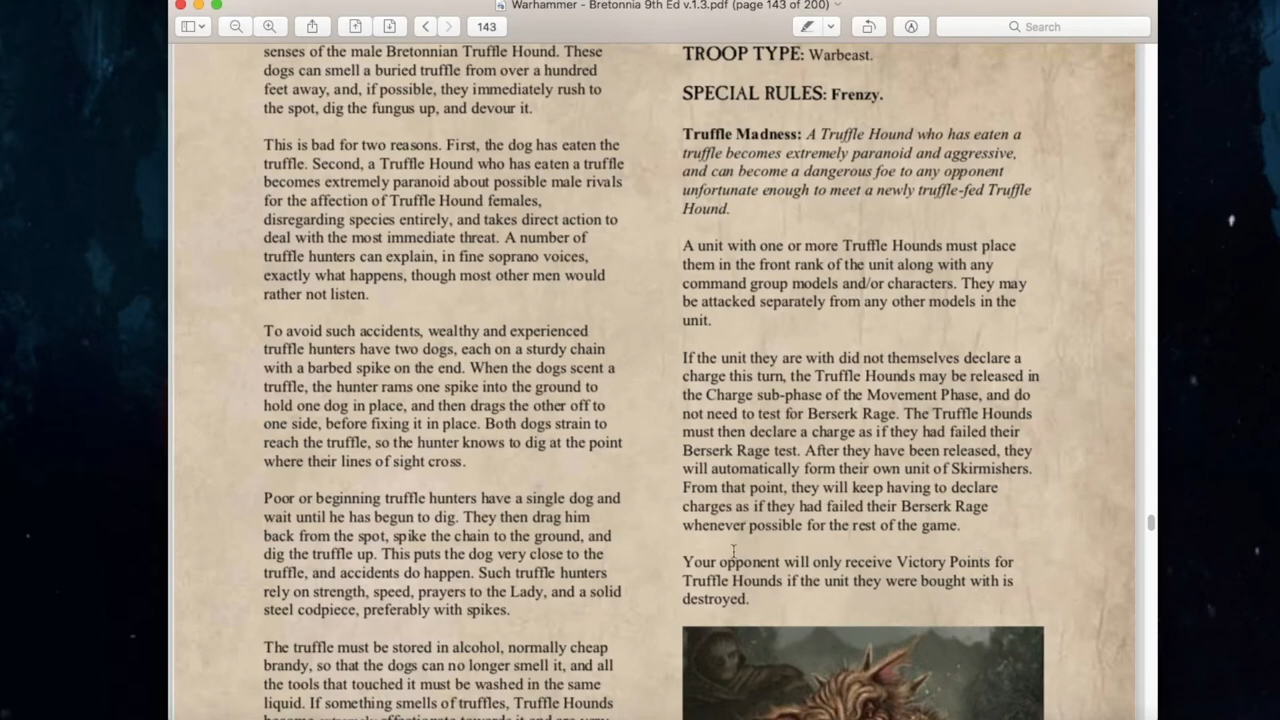 Warhammer - Bretonnia 9th Ed v.1.3.pdf (page 143 of 200)
143
Search
senses of the male Bretonnian Truffle Hound. These
dogs can smell a buried truffle from over a hundred
feet away, and, if possible, they immediately rush to
the spot, dig the fungus up, and devour it.
This is bad for two reasons. First, the dog has eaten the
truffle. Second, a Truffle Hound who has eaten a truffle
becomes extremely paranoid about possible male rivals
for the affection of Truffle Hound females,
disregarding species entirely, and takes direct action to
deal with the most immediate threat. A number of
truffle hunters can explain, in fine soprano voices,
exactly what happens, though most other men would
rather not listen.
To avoid such accidents, wealthy and experienced
truffle hunters have two dogs, each on a sturdy chain
with a barbed spike on the end. When the dogs scent a
truffle, the hunter rams one spike into the ground to
hold one dog in place, and then drags the other off to
one side, before fixing it in place. Both dogs strain to
reach the truffle, so the hunter knows to dig at the point
where their lines of sight cross.
Poor or beginning truffle hunters have a single dog and
wait until he has begun to dig. They then drag him
back from the spot, spike the chain to the ground, and
dig the truffle up. This puts the dog very close to the
truffle, and accidents do happen. Such truffle hunters
rely on strength, speed, prayers to the Lady, and a solid
steel codpiece, preferably with spikes.
The truffle must be stored in alcohol, normally cheap
brandy, so that the dogs can no longer smell it, and all
the tools that touched it must be washed in the same
liquid. If something smells of truffles, Truffle Hounds
become extremely affectionate towards it and are very
TROOP TYPE: Warbeast.
SPECIAL RULES: Frenzy.
Truffle Madness: A Truffle Hound who has eaten a
truffle becomes extremely paranoid and aggressive,
and can become a dangerous foe to any opponent
unfortunate enough to meet a newly truffle-fed Truffle
Hound.
A unit with one or more Truffle Hounds must place
them in the front rank of the unit along with any
command group models and/or characters. They may
be attacked separately from any other models in the
unit.
If the unit they are with did not themselves declare a
charge this turn, the Truffle Hounds may be released in
the Charge sub-phase of the Movement Phase, and do
not need to test for Berserk Rage. The Truffle Hounds
must then declare a charge as if they had failed their
Berserk Rage test. After they have been released, they
will automatically form their own unit of Skirmishers.
From that point, they will keep having to declare
charges as if they had failed their Berserk Rage
whenever possible for the rest of the game.
Your opponent will only receive Victory Points for
Truffle Hounds if the unit they were bought with is
destroyed.